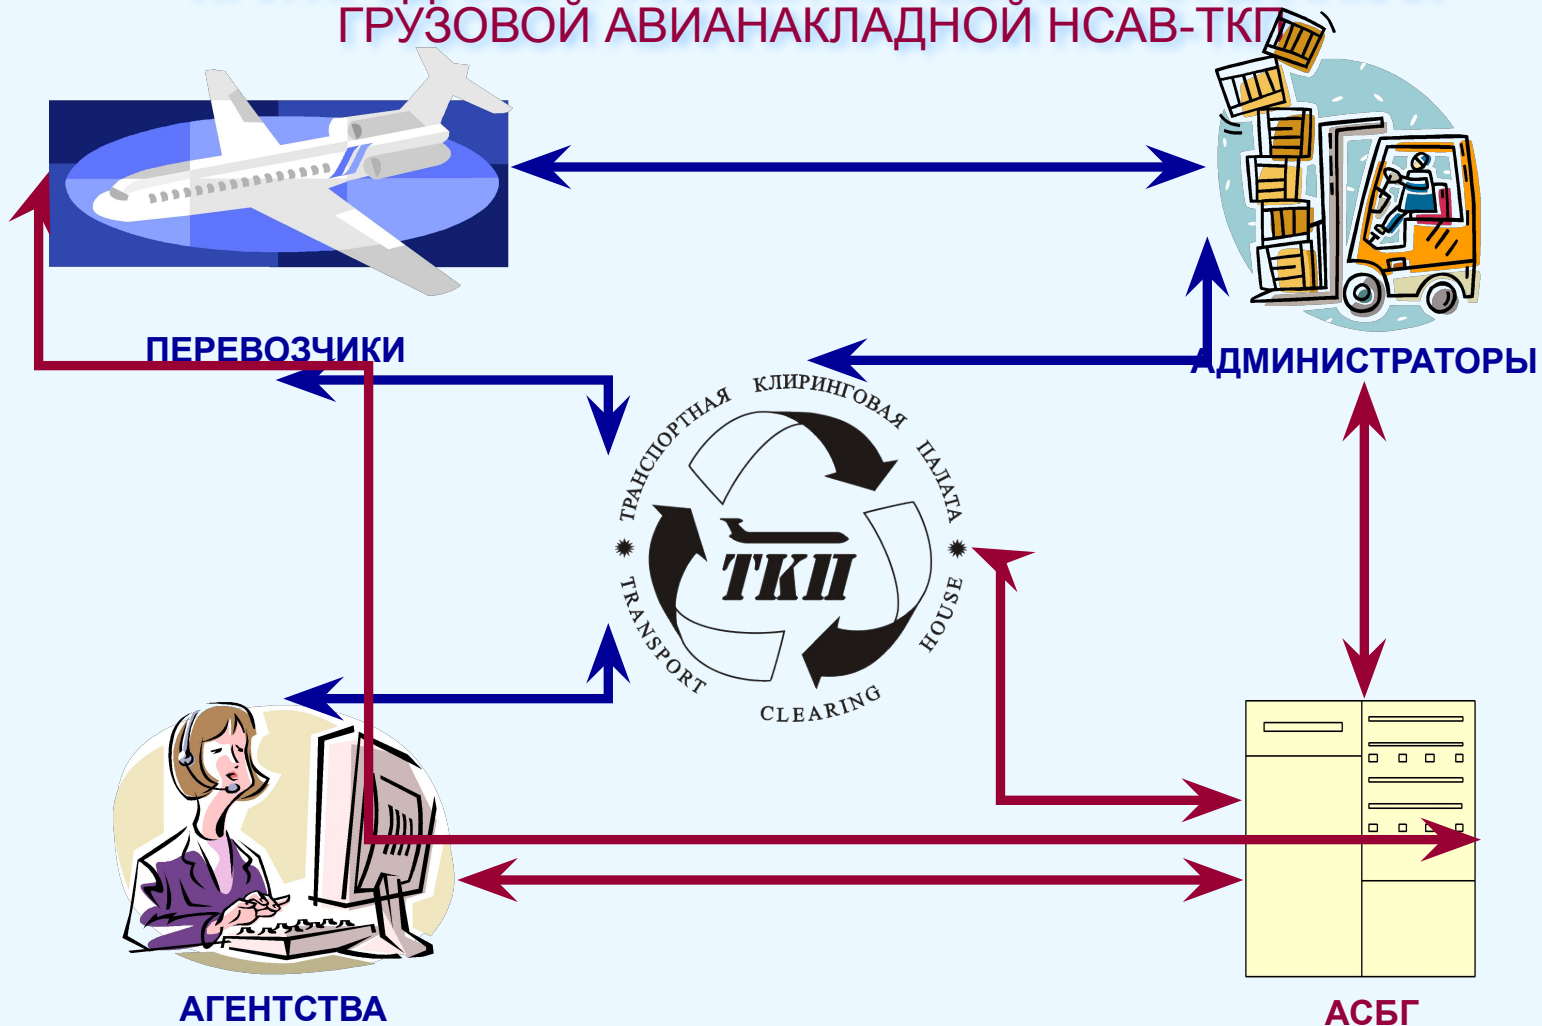 ГРУЗОВОЙ АВИАНАКЛАДНОЙ НСАВ-ТКП
ПЕРЕВОЗЧИКИ
АДМИНИСТРАТОРЫ
ТРАНСПОРТНАЯ КЛИРИНГОВАЯ ПАЛАТА
ТКП
TRANSPORT CLEARING HOUSE
АГЕНТСТВА
АСБГ